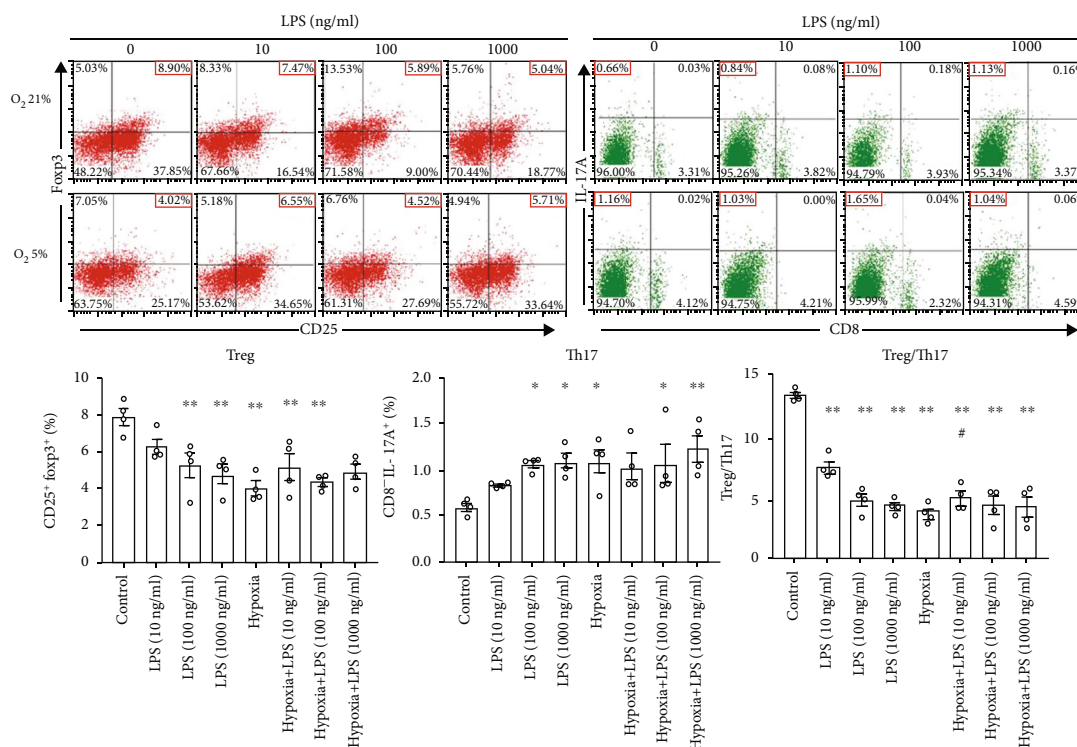 LPS (ng/ml)
0 10 100 1000
O2 21%
5.03% 8.90% 8.33% 7.47% 13.53% 5.89% 5.76% 5.04%
Foxp3
48.22% 37.85% 67.66% 16.54% 71.58% 9.00% 70.44% 18.77%
O2 5%
7.05% 4.02% 5.18% 6.55% 6.76% 4.52% 4.94% 5.71%
63.75% 25.17% 53.62% 34.65% 61.31% 27.69% 55.72% 33.64%
CD25
LPS (ng/ml)
0 10 100 1000
0.66% 0.03% 0.84% 0.08% 1.10% 0.18% 1.13% 0.16%
IL-17A
96.00% 3.31% 95.26% 3.82% 94.79% 3.93% 95.34% 3.37%
1.16% 0.02% 1.03% 0.00% 1.65% 0.04% 1.04% 0.06%
94.70% 4.12% 94.75% 4.21% 95.99% 2.32% 94.31% 4.59%
CD8
Treg
CD25+ foxp3+ (%)
10
8
6
4
2
0
** ** ** ** **
Control
LPS (10 ng/ml)
LPS (100 ng/ml)
LPS (1000 ng/ml)
Hypoxia
Hypoxia+LPS (10 ng/ml)
Hypoxia+LPS (100 ng/ml)
Hypoxia+LPS (1000 ng/ml)
Th17
CD8−IL- 17A+ (%)
2.0
1.5
1.0
0.5
0.0
* * * * **
Control
LPS (10 ng/ml)
LPS (100 ng/ml)
LPS (1000 ng/ml)
Hypoxia
Hypoxia+LPS (10 ng/ml)
Hypoxia+LPS (100 ng/ml)
Hypoxia+LPS (1000 ng/ml)
Treg/Th17
Treg/Th17
15
10
5
0
** ** ** ** ** ** **
#
Control
LPS (10 ng/ml)
LPS (100 ng/ml)
LPS (1000 ng/ml)
Hypoxia
Hypoxia+LPS (10 ng/ml)
Hypoxia+LPS (100 ng/ml)
Hypoxia+LPS (1000 ng/ml)